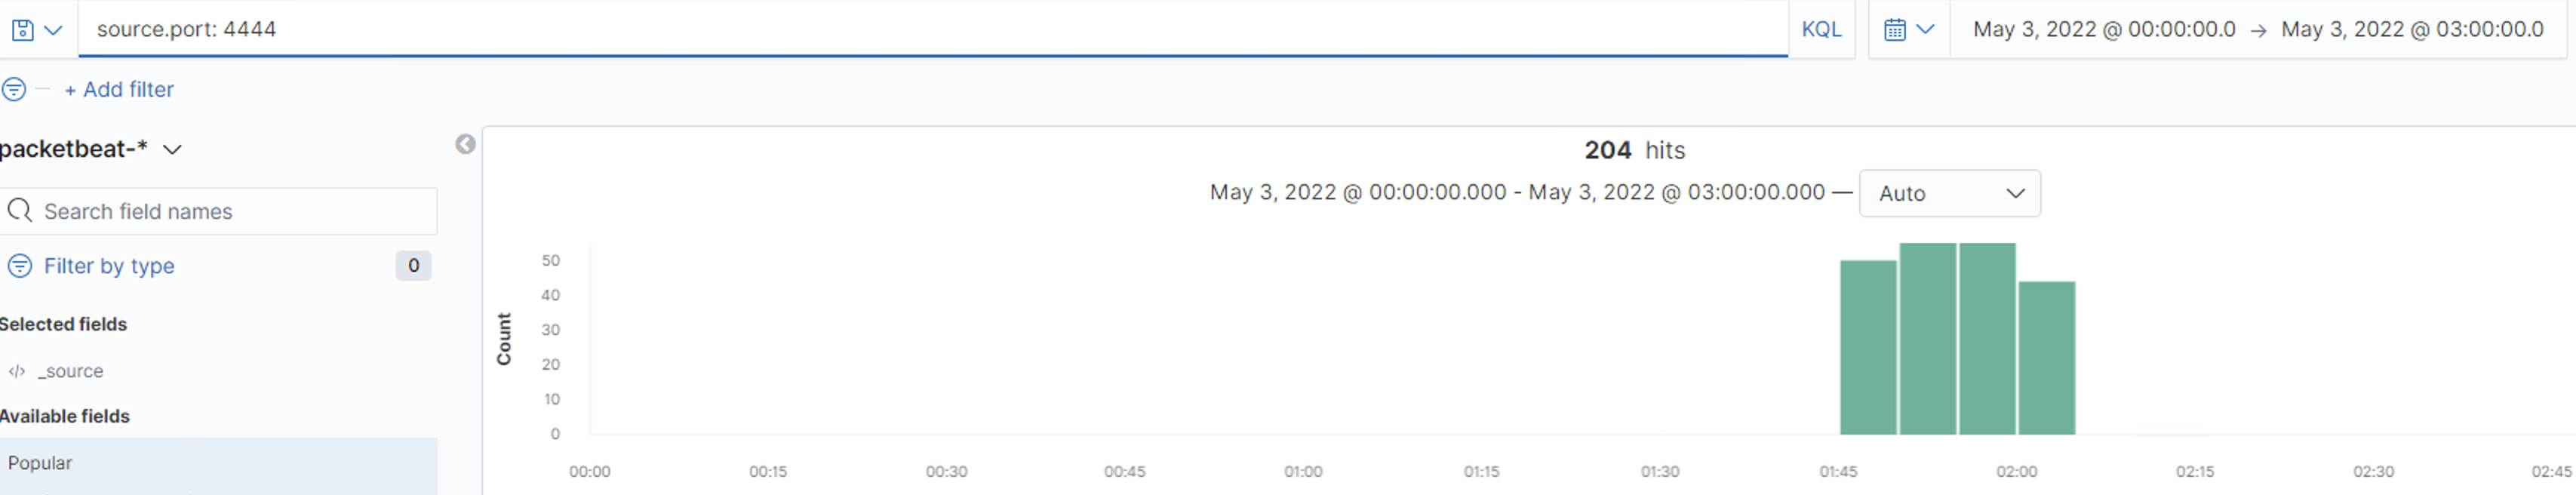 source.port: 4444
KQL
May 3, 2022 @ 00:00:00.0 → May 3, 2022 @ 03:00:00.0
+ Add filter
packetbeat-*
204 hits
May 3, 2022 @ 00:00:00.000 - May 3, 2022 @ 03:00:00.000 —
Auto
Search field names
Filter by type
0
Selected fields
</> _source
Available fields
Popular
Count
50
40
30
20
10
0
00:00
00:15
00:30
00:45
01:00
01:15
01:30
01:45
02:00
02:15
02:30
02:45